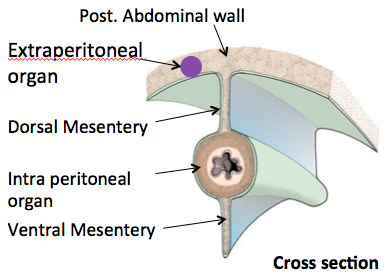 Post. Abdominal wall
Extraperitoneal
organ
Dorsal Mesentery
Intra peritoneal
organ
Ventral Mesentery
Cross section